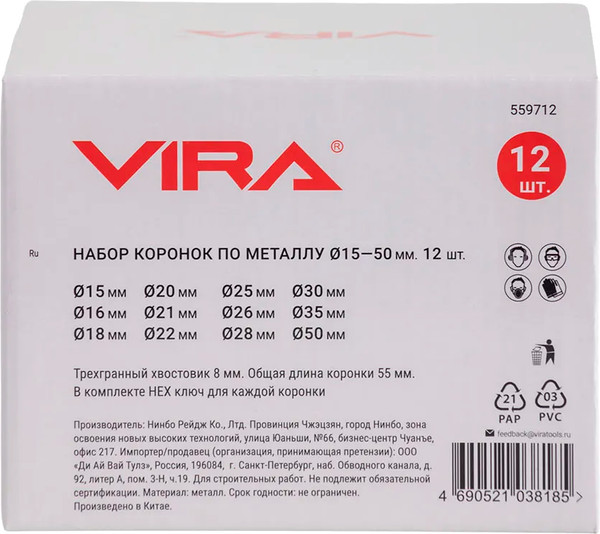 VIRA
559712
VIRA®
12
шт.
Ru
НАБОР КОРОНОК ПО МЕТАЛЛУ Ø15—50 мм. 12 шт.
Ø15 мм Ø20 мм Ø25 мм Ø30 мм
Ø16 мм Ø21 мм Ø26 мм Ø35 мм
Ø18 мм Ø22 мм Ø28 мм Ø50 мм
Трехгранный хвостовик 8 мм. Общая длина коронки 55 мм.
В комплекте HEX ключ для каждой коронки
21
PAP
03
PVC
Производитель: Нинбо Рейдж Ко., Лтд. Провинция Чжэцзян, город Нинбо, зона
освоения новых высоких технологий, улица Юаньши, №66, бизнес-центр Чуанъе,
офис 217. Импортер/продавец (организация, принимающая претензии): ООО
«Ди Ай Вай Тулз», Россия, 196084, г. Санкт-Петербург, наб. Обводного канала, д.
92, литер А, пом. 3-Н, ч.19. Для строительных работ. Не подлежит обязательной
сертификации. Материал: металл. Срок годности: не ограничен.
Произведено в Китае.
feedback@viratools.ru
4 690521 038185